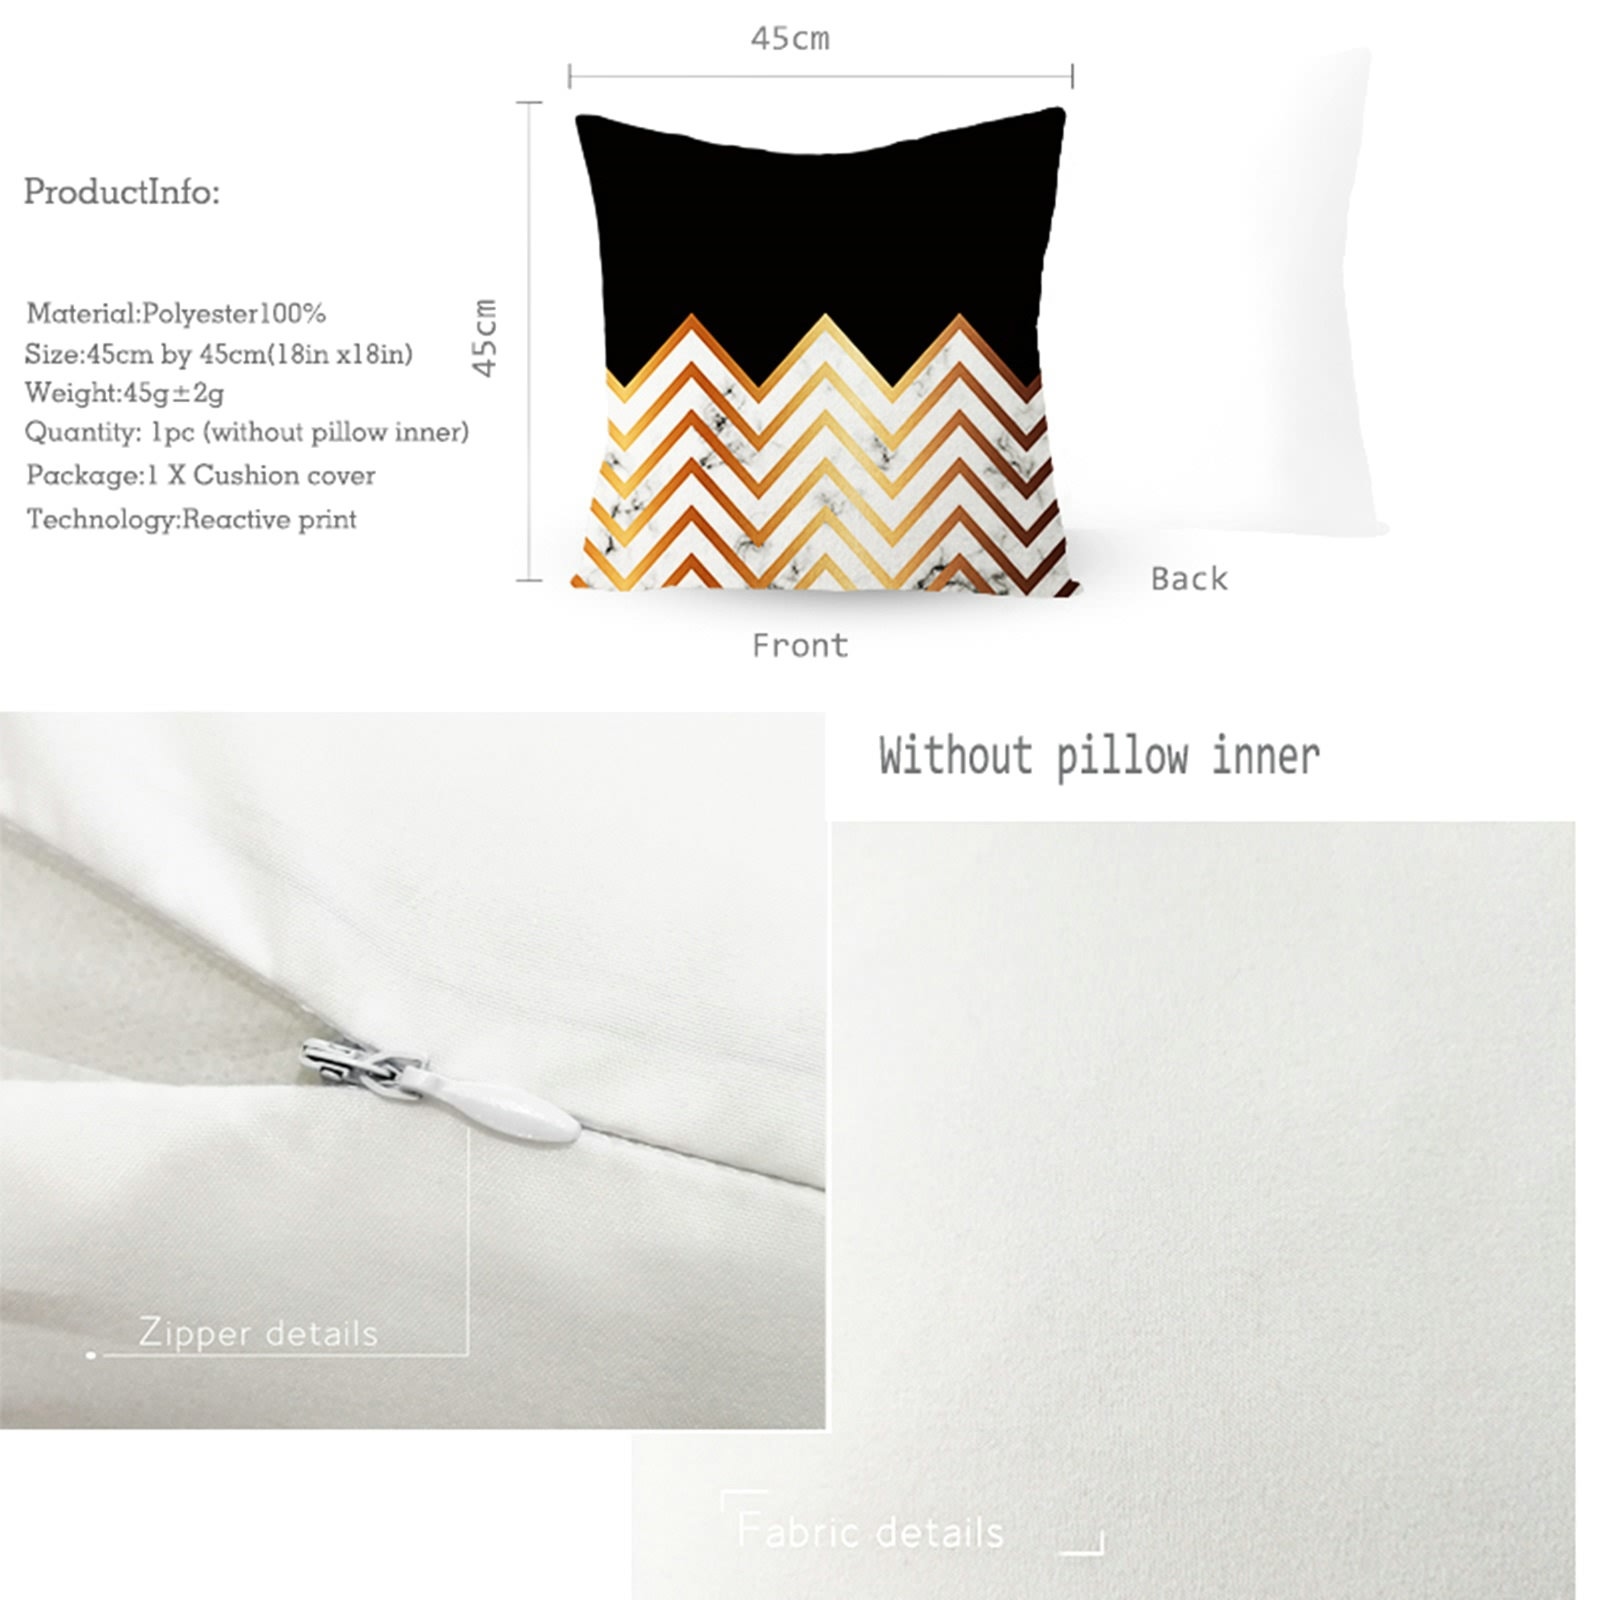 45cm
45cm
ProductInfo:
Material:Polyester100%
Size:45cm by 45cm(18in x18in)
Weight:45g±2g
Quantity: 1pc (without pillow inner)
Package:1 X Cushion cover
Technology:Reactive print
Back
Front
Without pillow inner
Zipper details
Fabric details